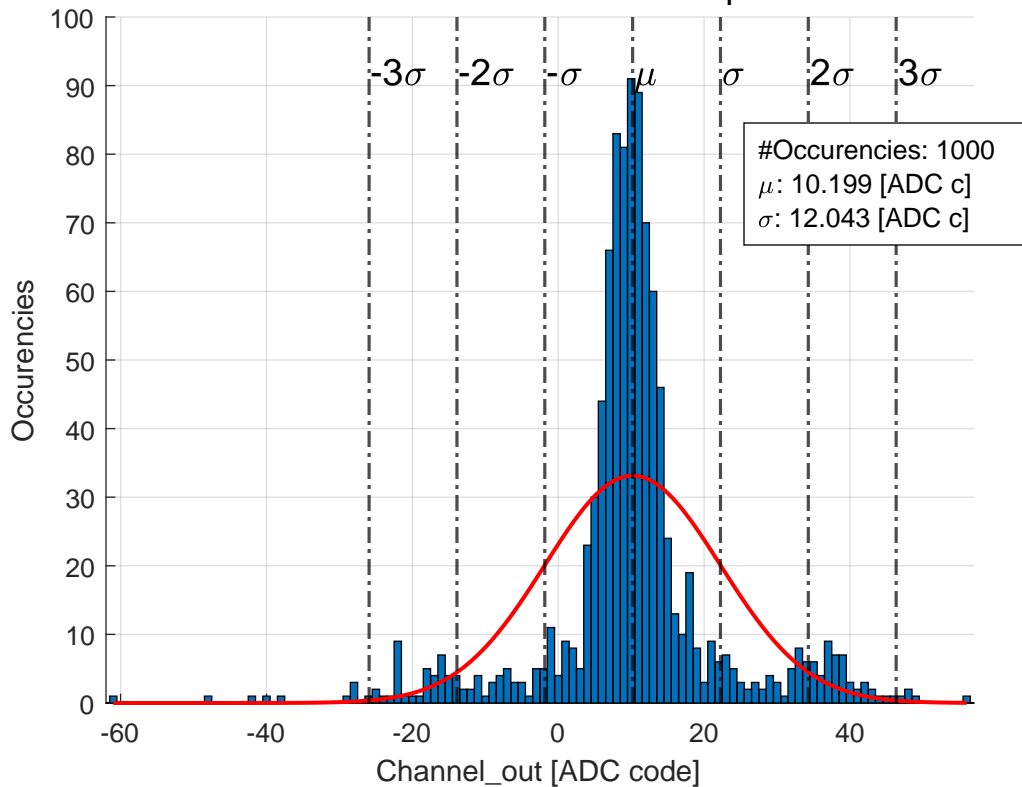 100
90
80
70
60
50
40
30
20
10
0
Occurencies
-3σ -2σ -σ μ σ 2σ 3σ
#Occurencies: 1000
μ: 10.199 [ADC c]
σ: 12.043 [ADC c]
-60 -40 -20 0 20 40
Channel_out [ADC code]